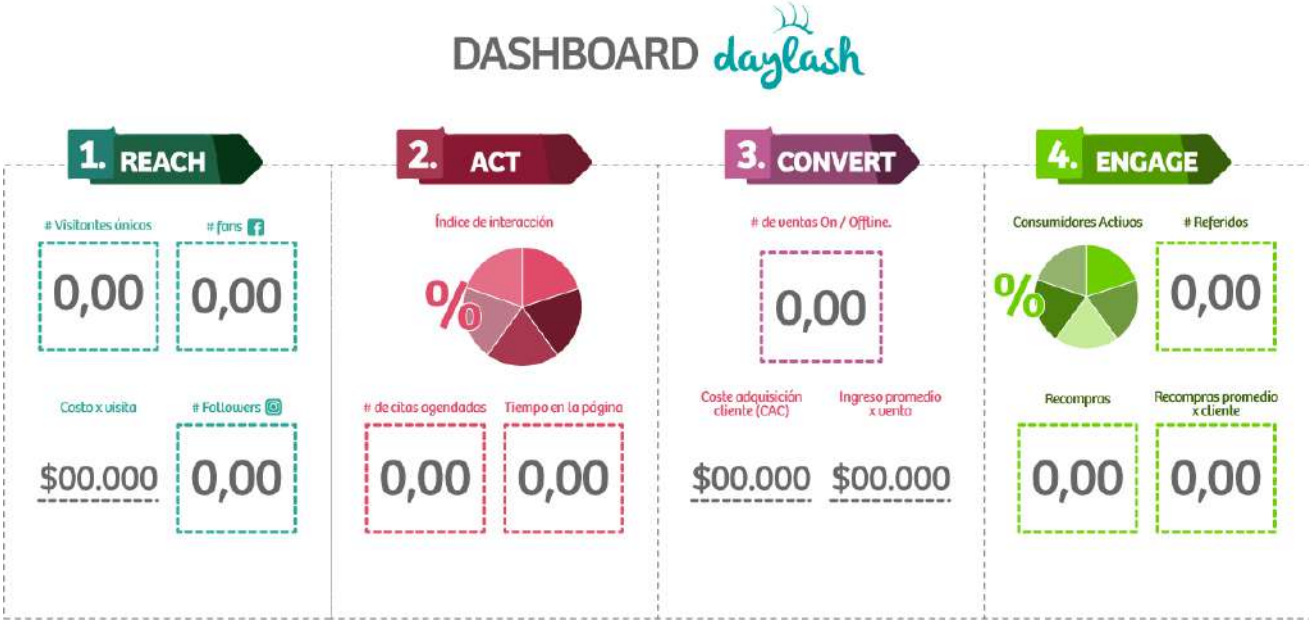 DASHBOARD daylash
1. REACH
# Visitantes únicos
# fans
0,00
0,00
Costo x visita
# Followers
$00.000
0,00
2. ACT
Índice de interacción
%
# de citas agendadas
Tiempo en la página
0,00
0,00
3. CONVERT
# de ventas On / Offline.
0,00
Coste adquisición
cliente (CAC)
Ingreso promedio
x venta
$00.000
$00.000
4. ENGAGE
Consumidores Activos
# Referidos
%
0,00
Recompras
Recompras promedio
x cliente
0,00
0,00